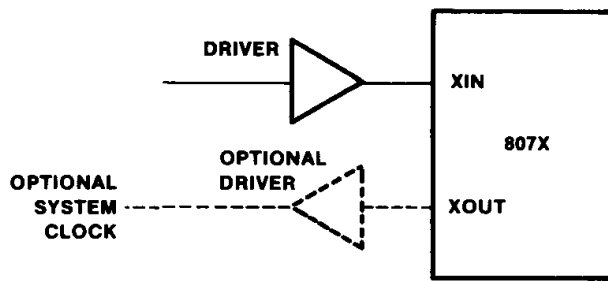 DRIVER
XIN
807X
OPTIONAL
DRIVER
OPTIONAL
SYSTEM
CLOCK
XOUT